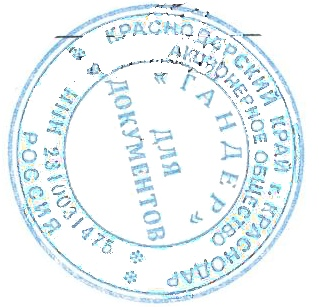 РОССИЯ * КРАСНОДАРСКИЙ КРАЙ Г. КРАСНОДАР *
ИНН 2310031475 * АКЦИОНЕРНОЕ ОБЩЕСТВО *
« ГАНДЕР »
ДЛЯ
ДОКУМЕНТОВ